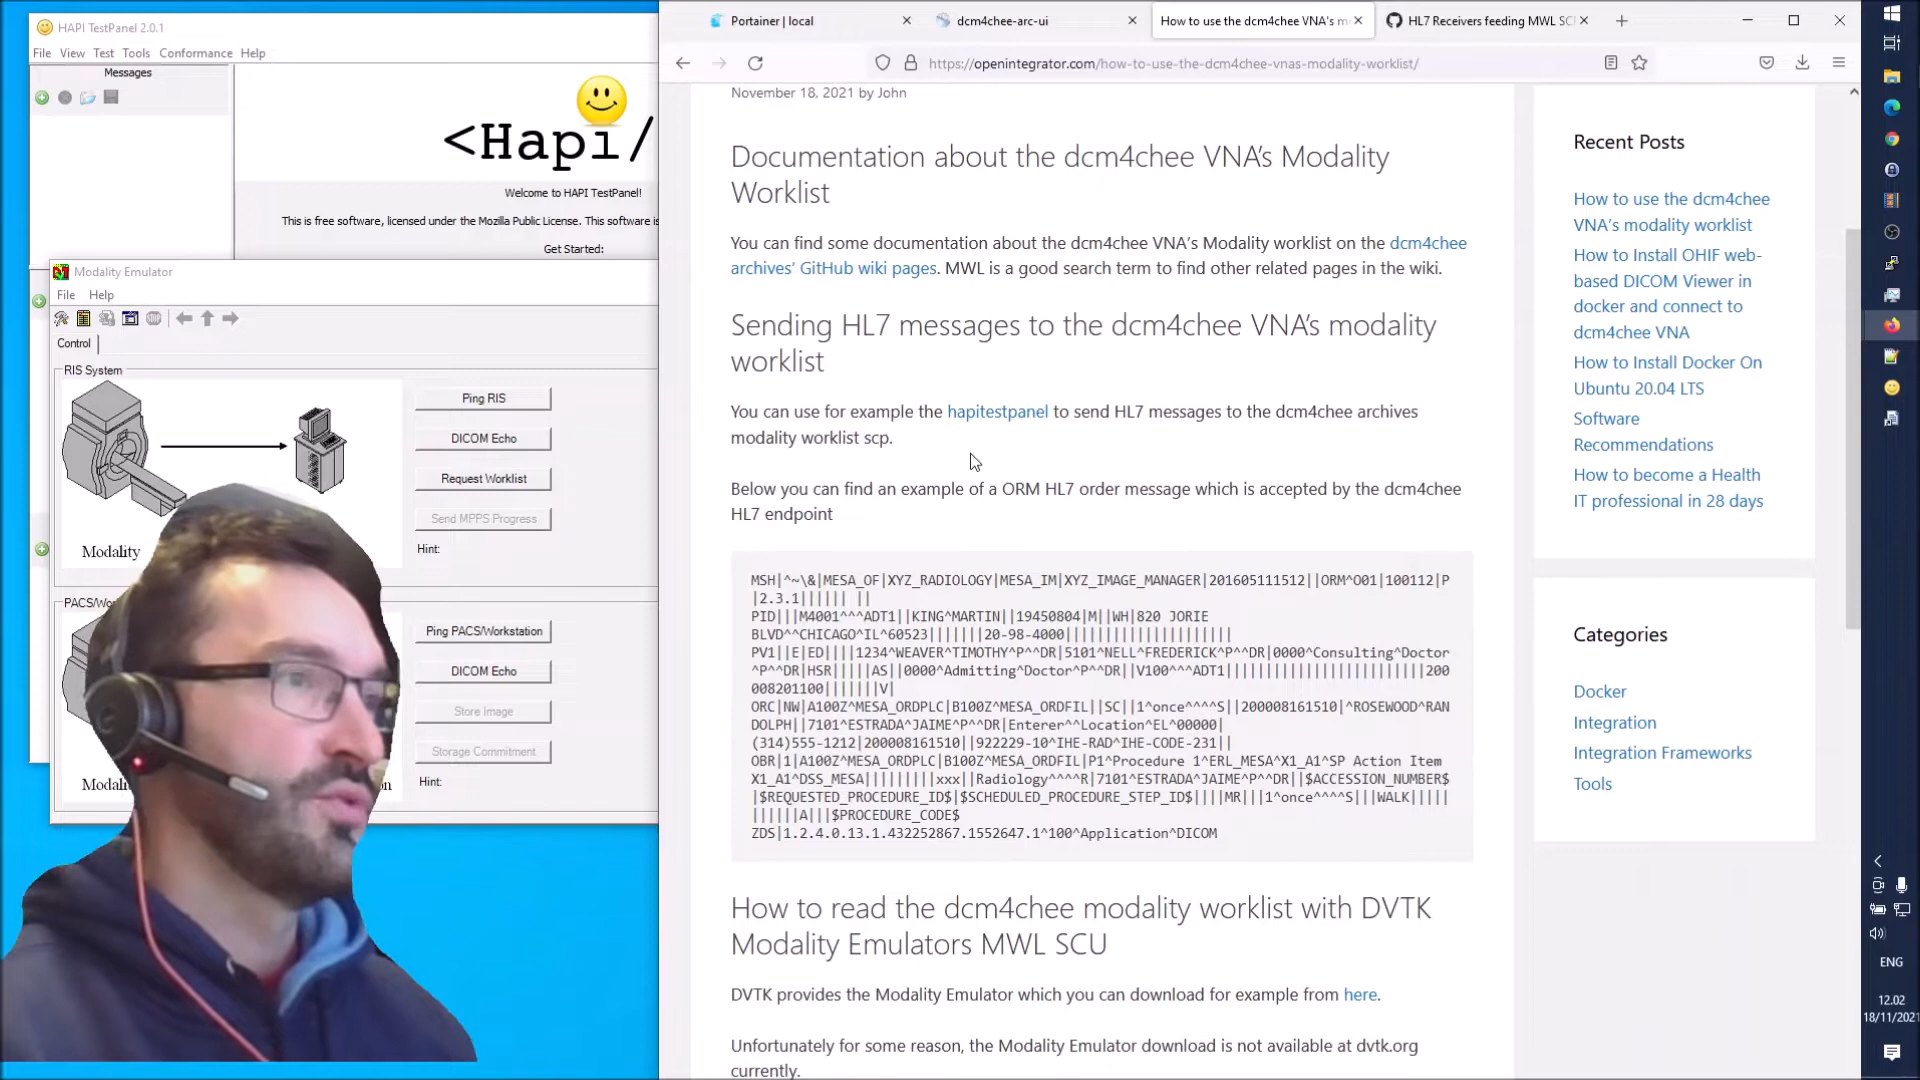 HAPI TestPanel 2.0.1
File View Test Tools Conformance Help
Messages
<Hapi/
Welcome to HAPI TestPanel!
This is free software, licensed under the Mozilla Public License. This software is
Get Started:
Modality Emulator
File Help
Control
RIS System
Ping RIS
DICOM Echo
Request Worklist
Send MPPS Progress
Hint:
Modality
Ping PACS/Workstation
DICOM Echo
Store Image
Storage Commitment
Hint:
Portainer | local
dcm4chee-arc-ui
How to use the dcm4chee VNA's m
HL7 Receivers feeding MWL SC
https://openintegrator.com/how-to-use-the-dcm4chee-vnas-modality-worklist/
November 18, 2021 by John
Documentation about the dcm4chee VNA's Modality
Worklist
You can find some documentation about the dcm4chee VNA's Modality worklist on the dcm4chee
archives' GitHub wiki pages. MWL is a good search term to find other related pages in the wiki.
Sending HL7 messages to the dcm4chee VNA's modality
worklist
You can use for example the hapitestpanel to send HL7 messages to the dcm4chee archives
modality worklist scp.
Below you can find an example of a ORM HL7 order message which is accepted by the dcm4chee
HL7 endpoint
MSH|^~\&|MESA_OF|XYZ_RADIOLOGY|MESA_IM|XYZ_IMAGE_MANAGER|201605111512||ORM^O01|100112|P
|2.3.1|||||| ||
PID|||M4001^^^ADT1||KING^MARTIN||19450804|M||WH|820 JORIE
BLVD^^CHICAGO^IL^60523|||||||20-98-4000||||||||||||||||||||||
PV1||E|ED||||1234^WEAVER^TIMOTHY^P^^DR|5101^NELL^FREDERICK^P^^DR|0000^Consulting^Doctor
^P^^DR|HSR|||||AS||0000^Admitting^Doctor^P^^DR||V100^^^ADT1|||||||||||||||||||||||||200
008201100|||||||V|
ORC|NW|A100Z^MESA_ORDPLC|B100Z^MESA_ORDFIL||SC||1^once^^^^S||200008161510|^ROSEWOOD^RAN
DOLPH||7101^ESTRADA^JAIME^P^^DR|Enterer^^Location^EL^00000|
(314)555-1212|200008161510||922229-10^IHE-RAD^IHE-CODE-231||
OBR|1|A100Z^MESA_ORDPLC|B100Z^MESA_ORDFIL|P1^Procedure 1^ERL_MESA^X1_A1^SP Action Item
X1_A1^DSS_MESA|||||||||xxx||Radiology^^^^R|7101^ESTRADA^JAIME^P^^DR||$ACCESSION_NUMBER$
|$REQUESTED_PROCEDURE_ID$|$SCHEDULED_PROCEDURE_STEP_ID$||||MR|||1^once^^^^S|||WALK||||||
||||||A|||$PROCEDURE_CODE$
ZDS|1.2.4.0.13.1.432252867.1552647.1^100^Application^DICOM
How to read the dcm4chee modality worklist with DVTK
Modality Emulators MWL SCU
DVTK provides the Modality Emulator which you can download for example from here.
Unfortunately for some reason, the Modality Emulator download is not available at dvtk.org
currently.
Recent Posts
How to use the dcm4chee
VNA's modality worklist
How to Install OHIF web-
based DICOM Viewer in
docker and connect to
dcm4chee VNA
How to Install Docker On
Ubuntu 20.04 LTS
Software
Recommendations
How to become a Health
IT professional in 28 days
Categories
Docker
Integration
Integration Frameworks
Tools
ENG
12.02
18/11/2021